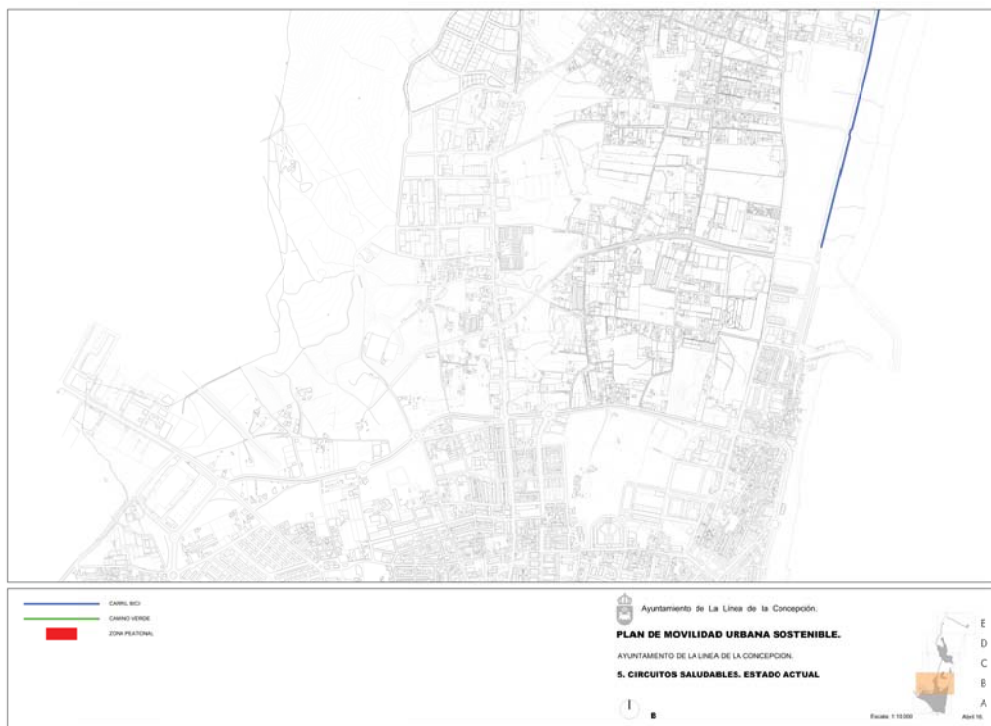 CARRIL BICI
CAMINO VERDE
ZONA PEATIONAL
Ayuntamiento de La Línea de la Concepción.
PLAN DE MOVILIDAD URBANA SOSTENIBLE.
AYUNTAMIENTO DE LA LINEA DE LA CONCEPCION.
5. CIRCUITOS SALUDABLES. ESTADO ACTUAL
B
E
D
C
B
A
Escala: 1:10.000
Abril 16.